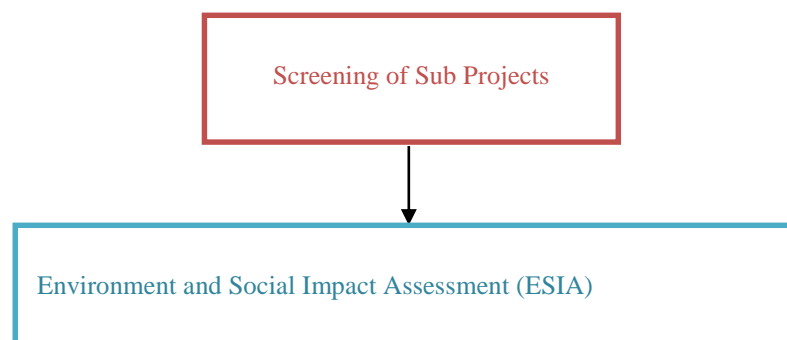 Screening of Sub Projects
Environment and Social Impact Assessment (ESIA)